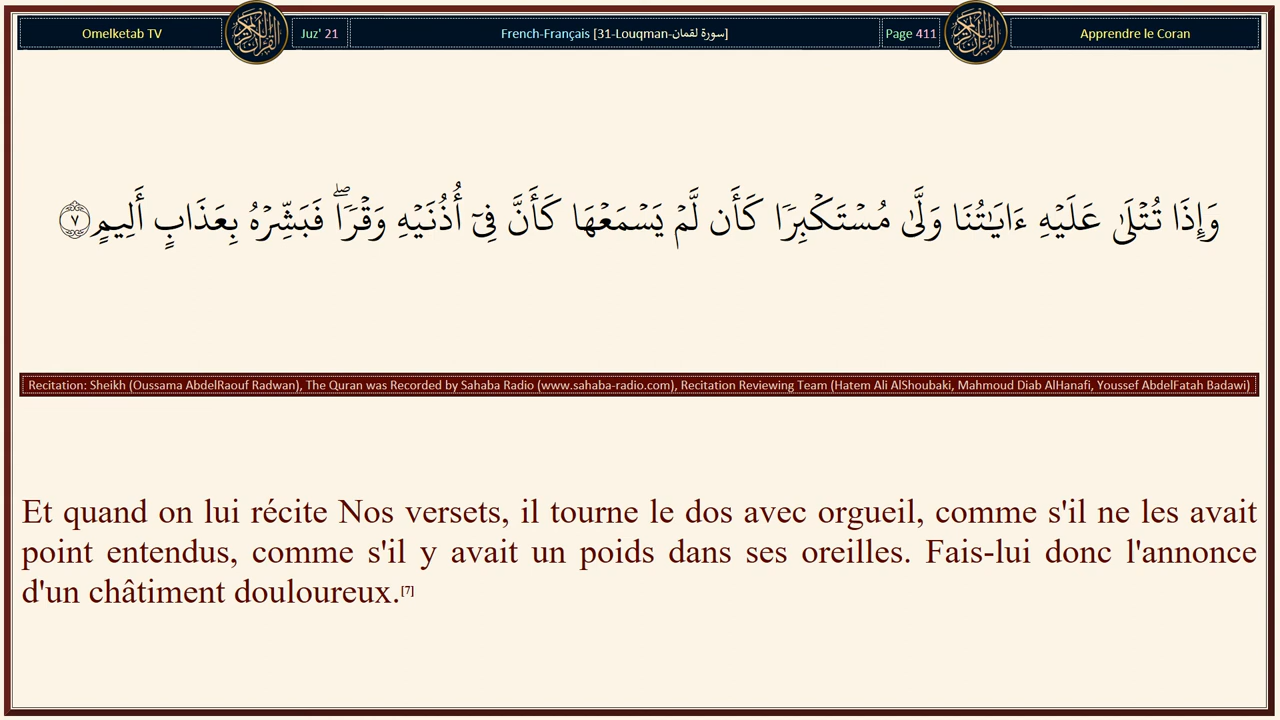 Omelketab TV
Juz' 21
French-Français [31-Louqman-سورة لقمان]
Page 411
Apprendre le Coran
وَإِذَا تُتۡلَىٰ عَلَيۡهِ ءَايَٰتُنَا وَلَّىٰ مُسۡتَكۡبِرٗا كَأَن لَّمۡ يَسۡمَعۡهَا كَأَنَّ فِيٓ أُذُنَيۡهِ وَقۡرٗاۖ فَبَشِّرۡهُ بِعَذَابٍ أَلِيمٍ ٧
Recitation: Sheikh (Oussama AbdelRaouf Radwan), The Quran was Recorded by Sahaba Radio (www.sahaba-radio.com), Recitation Reviewing Team (Hatem Ali AlShoubaki, Mahmoud Diab AlHanafi, Youssef AbdelFatah Badawi)
Et quand on lui récite Nos versets, il tourne le dos avec orgueil, comme s'il ne les avait
point entendus, comme s'il y avait un poids dans ses oreilles. Fais-lui donc l'annonce
d'un châtiment douloureux.[7]